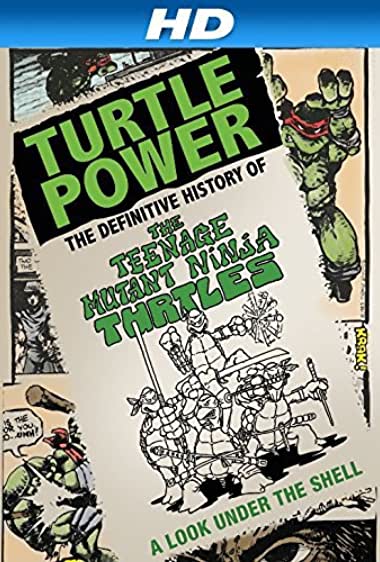 HD
TURTLE
POWER
THE DEFINITIVE HISTORY OF
THE
TEENAGE
MUTANT NINJA
TURTLES
KRAK!
A LOOK UNDER THE SHELL